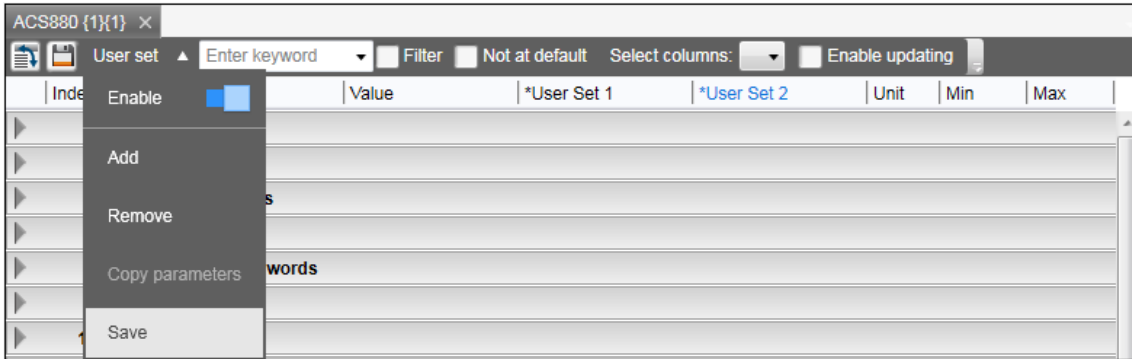 ACS880 {1}{1} ×
User set Enter keyword Filter Not at default Select columns: Enable updating
Value *User Set 1 *User Set 2 Unit Min Max
Enable
Add
Remove
Copy parameters
words
Save